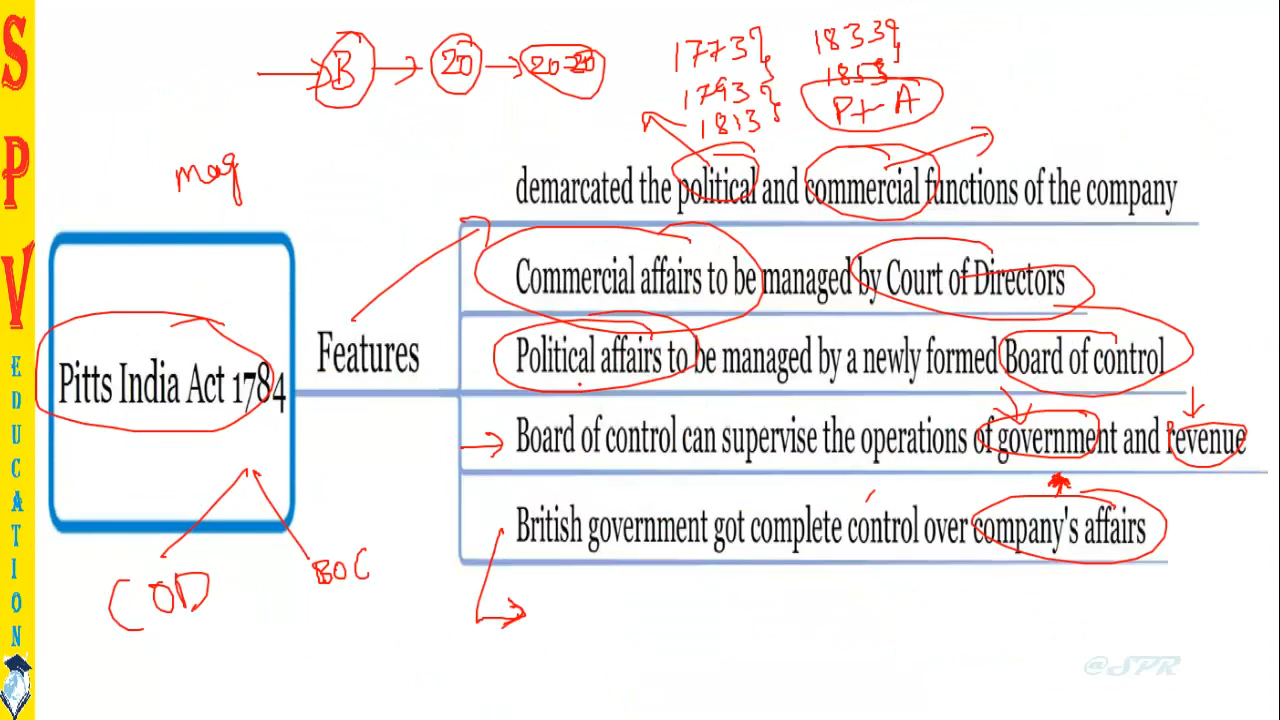 SPV EDUCATION
B → 20 → 20-20
1773
1793
1813
1833
1853
P + A
demarcated the political and commercial functions of the company
Commercial affairs to be managed by Court of Directors
Political affairs to be managed by a newly formed Board of control
Pitts India Act 1784
Features
Board of control can supervise the operations of government and revenue
British government got complete control over company's affairs
COD
BOC
@SPR